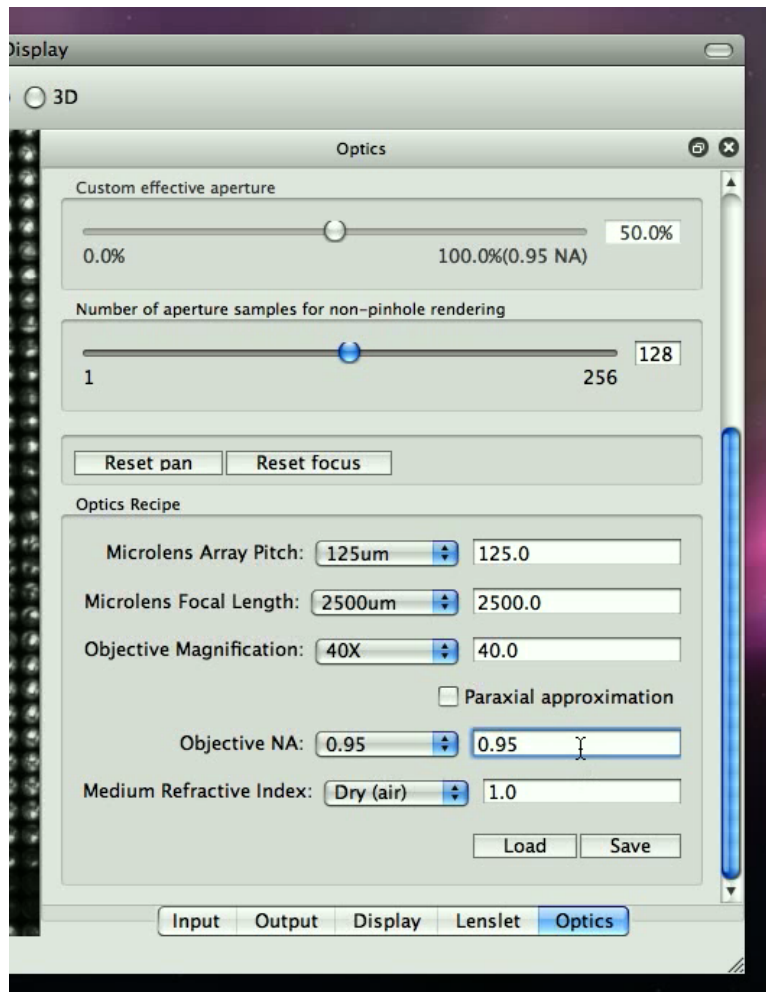 Display
3D
Optics
Custom effective aperture
50.0%
0.0% 100.0%(0.95 NA)
Number of aperture samples for non-pinhole rendering
128
1 256
Reset pan Reset focus
Optics Recipe
Microlens Array Pitch: 125um 125.0
Microlens Focal Length: 2500um 2500.0
Objective Magnification: 40X 40.0
Paraxial approximation
Objective NA: 0.95 0.95
Medium Refractive Index: Dry (air) 1.0
Load Save
Input Output Display Lenslet Optics